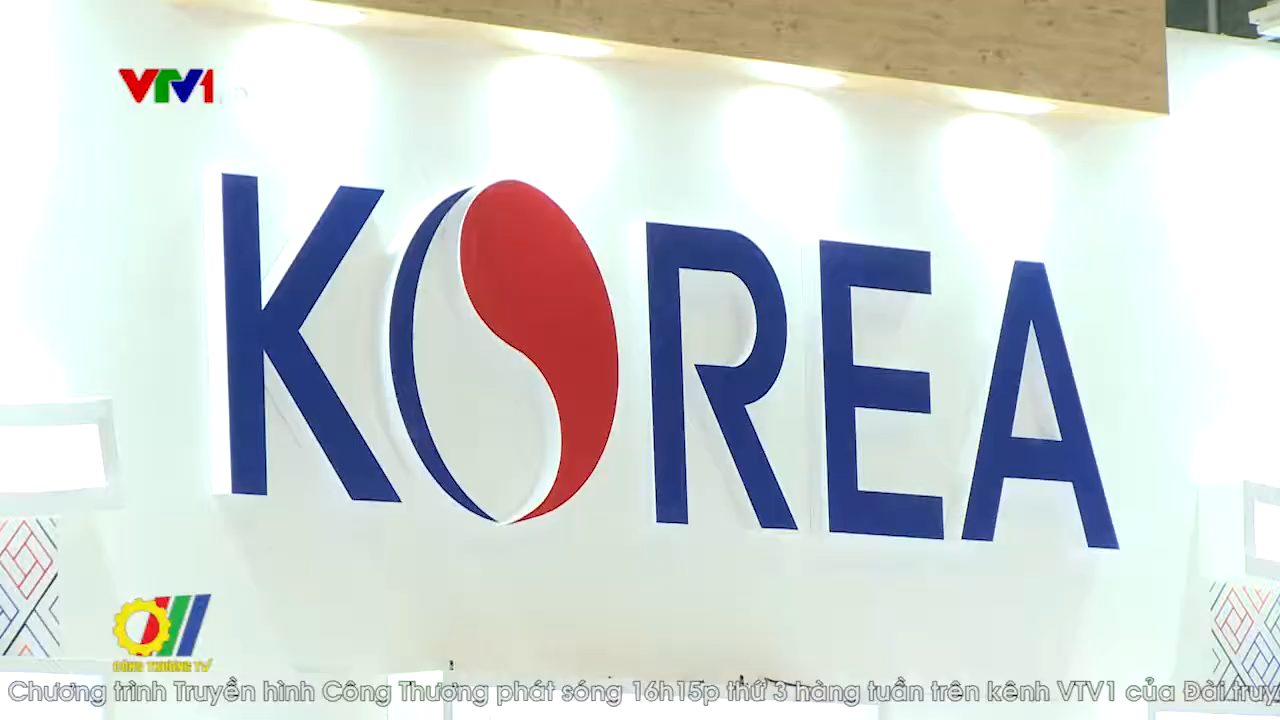 VTV1
KOREA
CÔNG THƯƠNG TV
Chương trình Truyền hình Công Thương phát sóng 16h15p thứ 3 hàng tuần trên kênh VTV1 của Đài truy